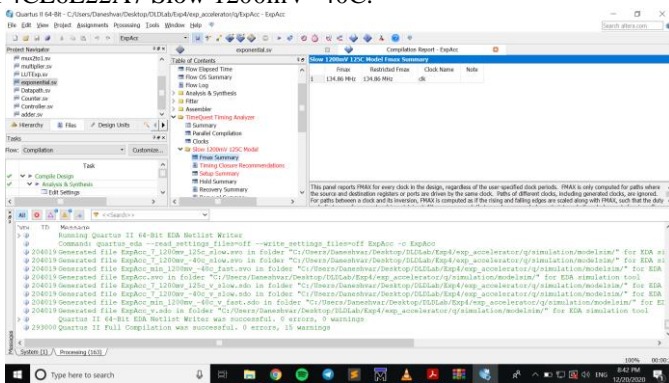 Quartus II 64-Bit - C:/Users/Daneshvar/Desktop/DLDLab/Exp4/exp_accelerator/q/ExpAcc - ExpAcc
File Edit View Project Assignments Processing Tools Window Help
Search altera.com
ExpAcc
Project Navigator
mux2to1.sv
multiplier.sv
LUTExp.sv
exponential.sv
Datapath.sv
Counter.sv
Controller.sv
adder.sv
Hierarchy Files Design Units
Tasks
Flow: Compilation Customize...
Task
Compile Design
Analysis & Synthesis
Edit Settings
exponential.sv
Compilation Report - ExpAcc
Table of Contents
Flow Elapsed Time
Flow OS Summary
Flow Log
Analysis & Synthesis
Fitter
Assembler
TimeQuest Timing Analyzer
Summary
Parallel Compilation
Clocks
Slow 1200mV 125C Model
Fmax Summary
Timing Closure Recommendations
Setup Summary
Hold Summary
Recovery Summary
Slow 1200mV 125C Model Fmax Summary
Fmax Restricted Fmax Clock Name Note
1 134.86 MHz 134.86 MHz clk
This panel reports FMAX for every clock in the design, regardless of the user-specified clock periods. FMAX is only computed for paths where
the source and destination registers or ports are driven by the same clock. Paths of different clocks, including generated clocks, are ignored.
For paths between a clock and its inversion, FMAX is computed as if the rising and falling edges are scaled along with FMAX, such that the duty
All <<Search>>
ID Message
Running Quartus II 64-Bit EDA Netlist Writer
Command: quartus_eda --read_settings_files=off --write_settings_files=off ExpAcc -c ExpAcc
204019 Generated file ExpAcc_7_1200mv_125c_slow.svo in folder "C:/Users/Daneshvar/Desktop/DLDLab/Exp4/exp_accelerator/q/simulation/modelsim/" for EDA si
204019 Generated file ExpAcc_7_1200mv_-40c_slow.svo in folder "C:/Users/Daneshvar/Desktop/DLDLab/Exp4/exp_accelerator/q/simulation/modelsim/" for EDA si
204019 Generated file ExpAcc_min_1200mv_-40c_fast.svo in folder "C:/Users/Daneshvar/Desktop/DLDLab/Exp4/exp_accelerator/q/simulation/modelsim/" for EDA
204019 Generated file ExpAcc.svo in folder "C:/Users/Daneshvar/Desktop/DLDLab/Exp4/exp_accelerator/q/simulation/modelsim/" for EDA simulation tool
204019 Generated file ExpAcc_7_1200mv_125c_v_slow.sdo in folder "C:/Users/Daneshvar/Desktop/DLDLab/Exp4/exp_accelerator/q/simulation/modelsim/" for EDA
204019 Generated file ExpAcc_7_1200mv_-40c_v_slow.sdo in folder "C:/Users/Daneshvar/Desktop/DLDLab/Exp4/exp_accelerator/q/simulation/modelsim/" for EDA
204019 Generated file ExpAcc_min_1200mv_-40c_v_fast.sdo in folder "C:/Users/Daneshvar/Desktop/DLDLab/Exp4/exp_accelerator/q/simulation/modelsim/" for E
204019 Generated file ExpAcc_v.sdo in folder "C:/Users/Daneshvar/Desktop/DLDLab/Exp4/exp_accelerator/q/simulation/modelsim/" for EDA simulation tool
Quartus II 64-Bit EDA Netlist Writer was successful. 0 errors, 0 warnings
293000 Quartus II Full Compilation was successful. 0 errors, 15 warnings
Messages
System (1) Processing (163)
100% 00:00:
Type here to search
ENG
8:42 PM
12/20/2020